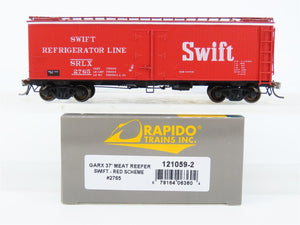 SWIFT
REFRIGERATOR LINE
SRLX
2765
Swift
RAPIDO
TRAINS INC.
GARX 37' MEAT REEFER
SWIFT - RED SCHEME
#2765
121059-2